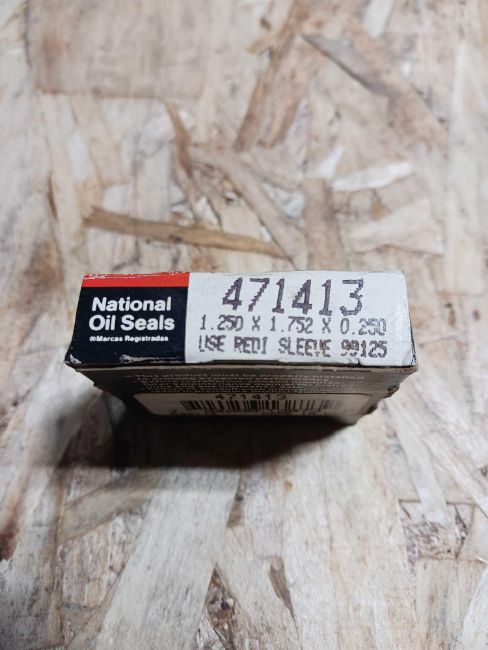 National
Oil Seals
Marcas Registradas
471413
1.250 X 1.752 X 0.250
USE REDI SLEEVE 99125
471413